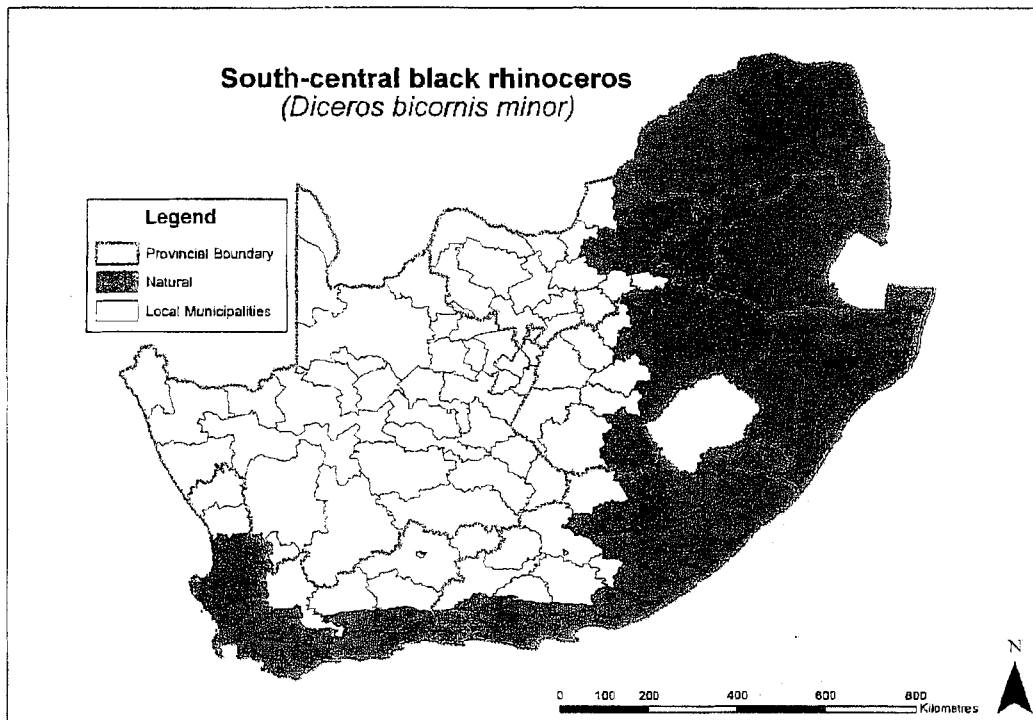 South-central black rhinoceros
(Diceros bicornis minor)
Legend
Provincial Boundary
Natural
Local Municipalities
N
0 100 200 400 600 800
Kilometres